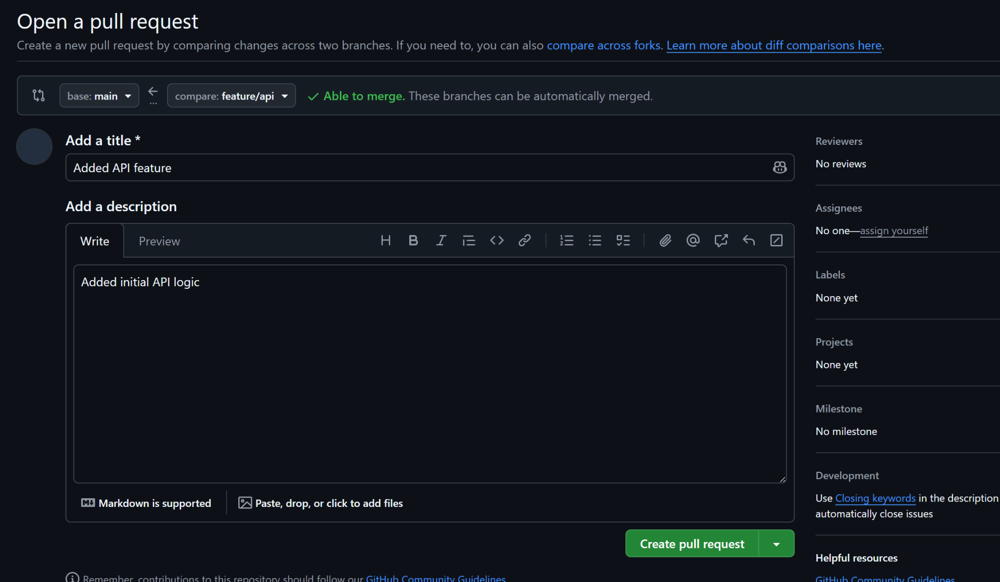 Open a pull request
Create a new pull request by comparing changes across two branches. If you need to, you can also compare across forks. Learn more about diff comparisons here.
base: main
...
compare: feature/api
Able to merge. These branches can be automatically merged.
Add a title *
Added API feature
Add a description
Write
Preview
Added initial API logic
Markdown is supported
Paste, drop, or click to add files
Create pull request
Remember, contributions to this repository should follow our GitHub Community Guidelines
Reviewers
No reviews
Assignees
No one—assign yourself
Labels
None yet
Projects
None yet
Milestone
No milestone
Development
Use Closing keywords in the description
automatically close issues
Helpful resources
GitHub Community Guidelines